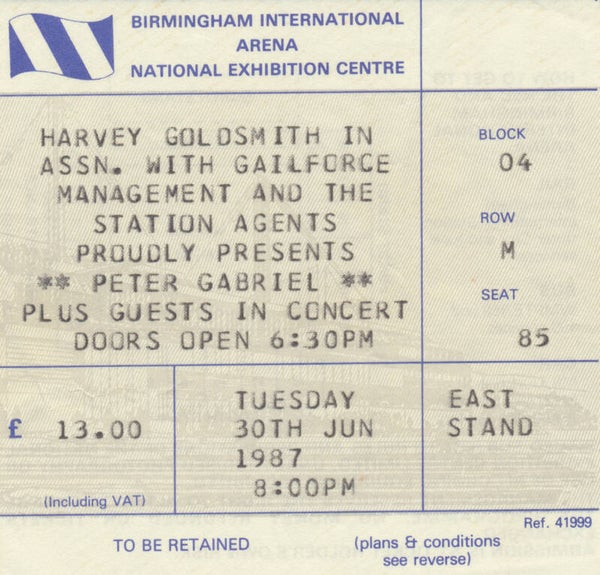 BIRMINGHAM INTERNATIONAL
ARENA
NATIONAL EXHIBITION CENTRE
HARVEY GOLDSMITH IN
ASSN. WITH GAILFORCE
MANAGEMENT AND THE
STATION AGENTS
PROUDLY PRESENTS
** PETER GABRIEL **
PLUS GUESTS IN CONCERT
DOORS OPEN 6:30PM
BLOCK
04
ROW
M
SEAT
85
£ 13.00
(Including VAT)
TUESDAY
30TH JUN
1987
8:00PM
EAST
STAND
Ref. 41999
TO BE RETAINED
(plans & conditions
see reverse)